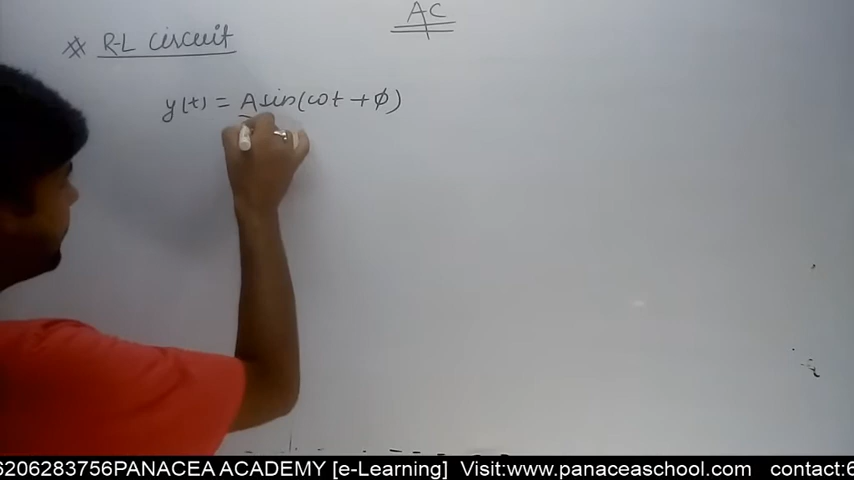 AC
* R-L circuit
y(t) = A sin(ωt + φ)
6206283756PANACEA ACADEMY [e-Learning] Visit:www.panaceaschool.com contact:6